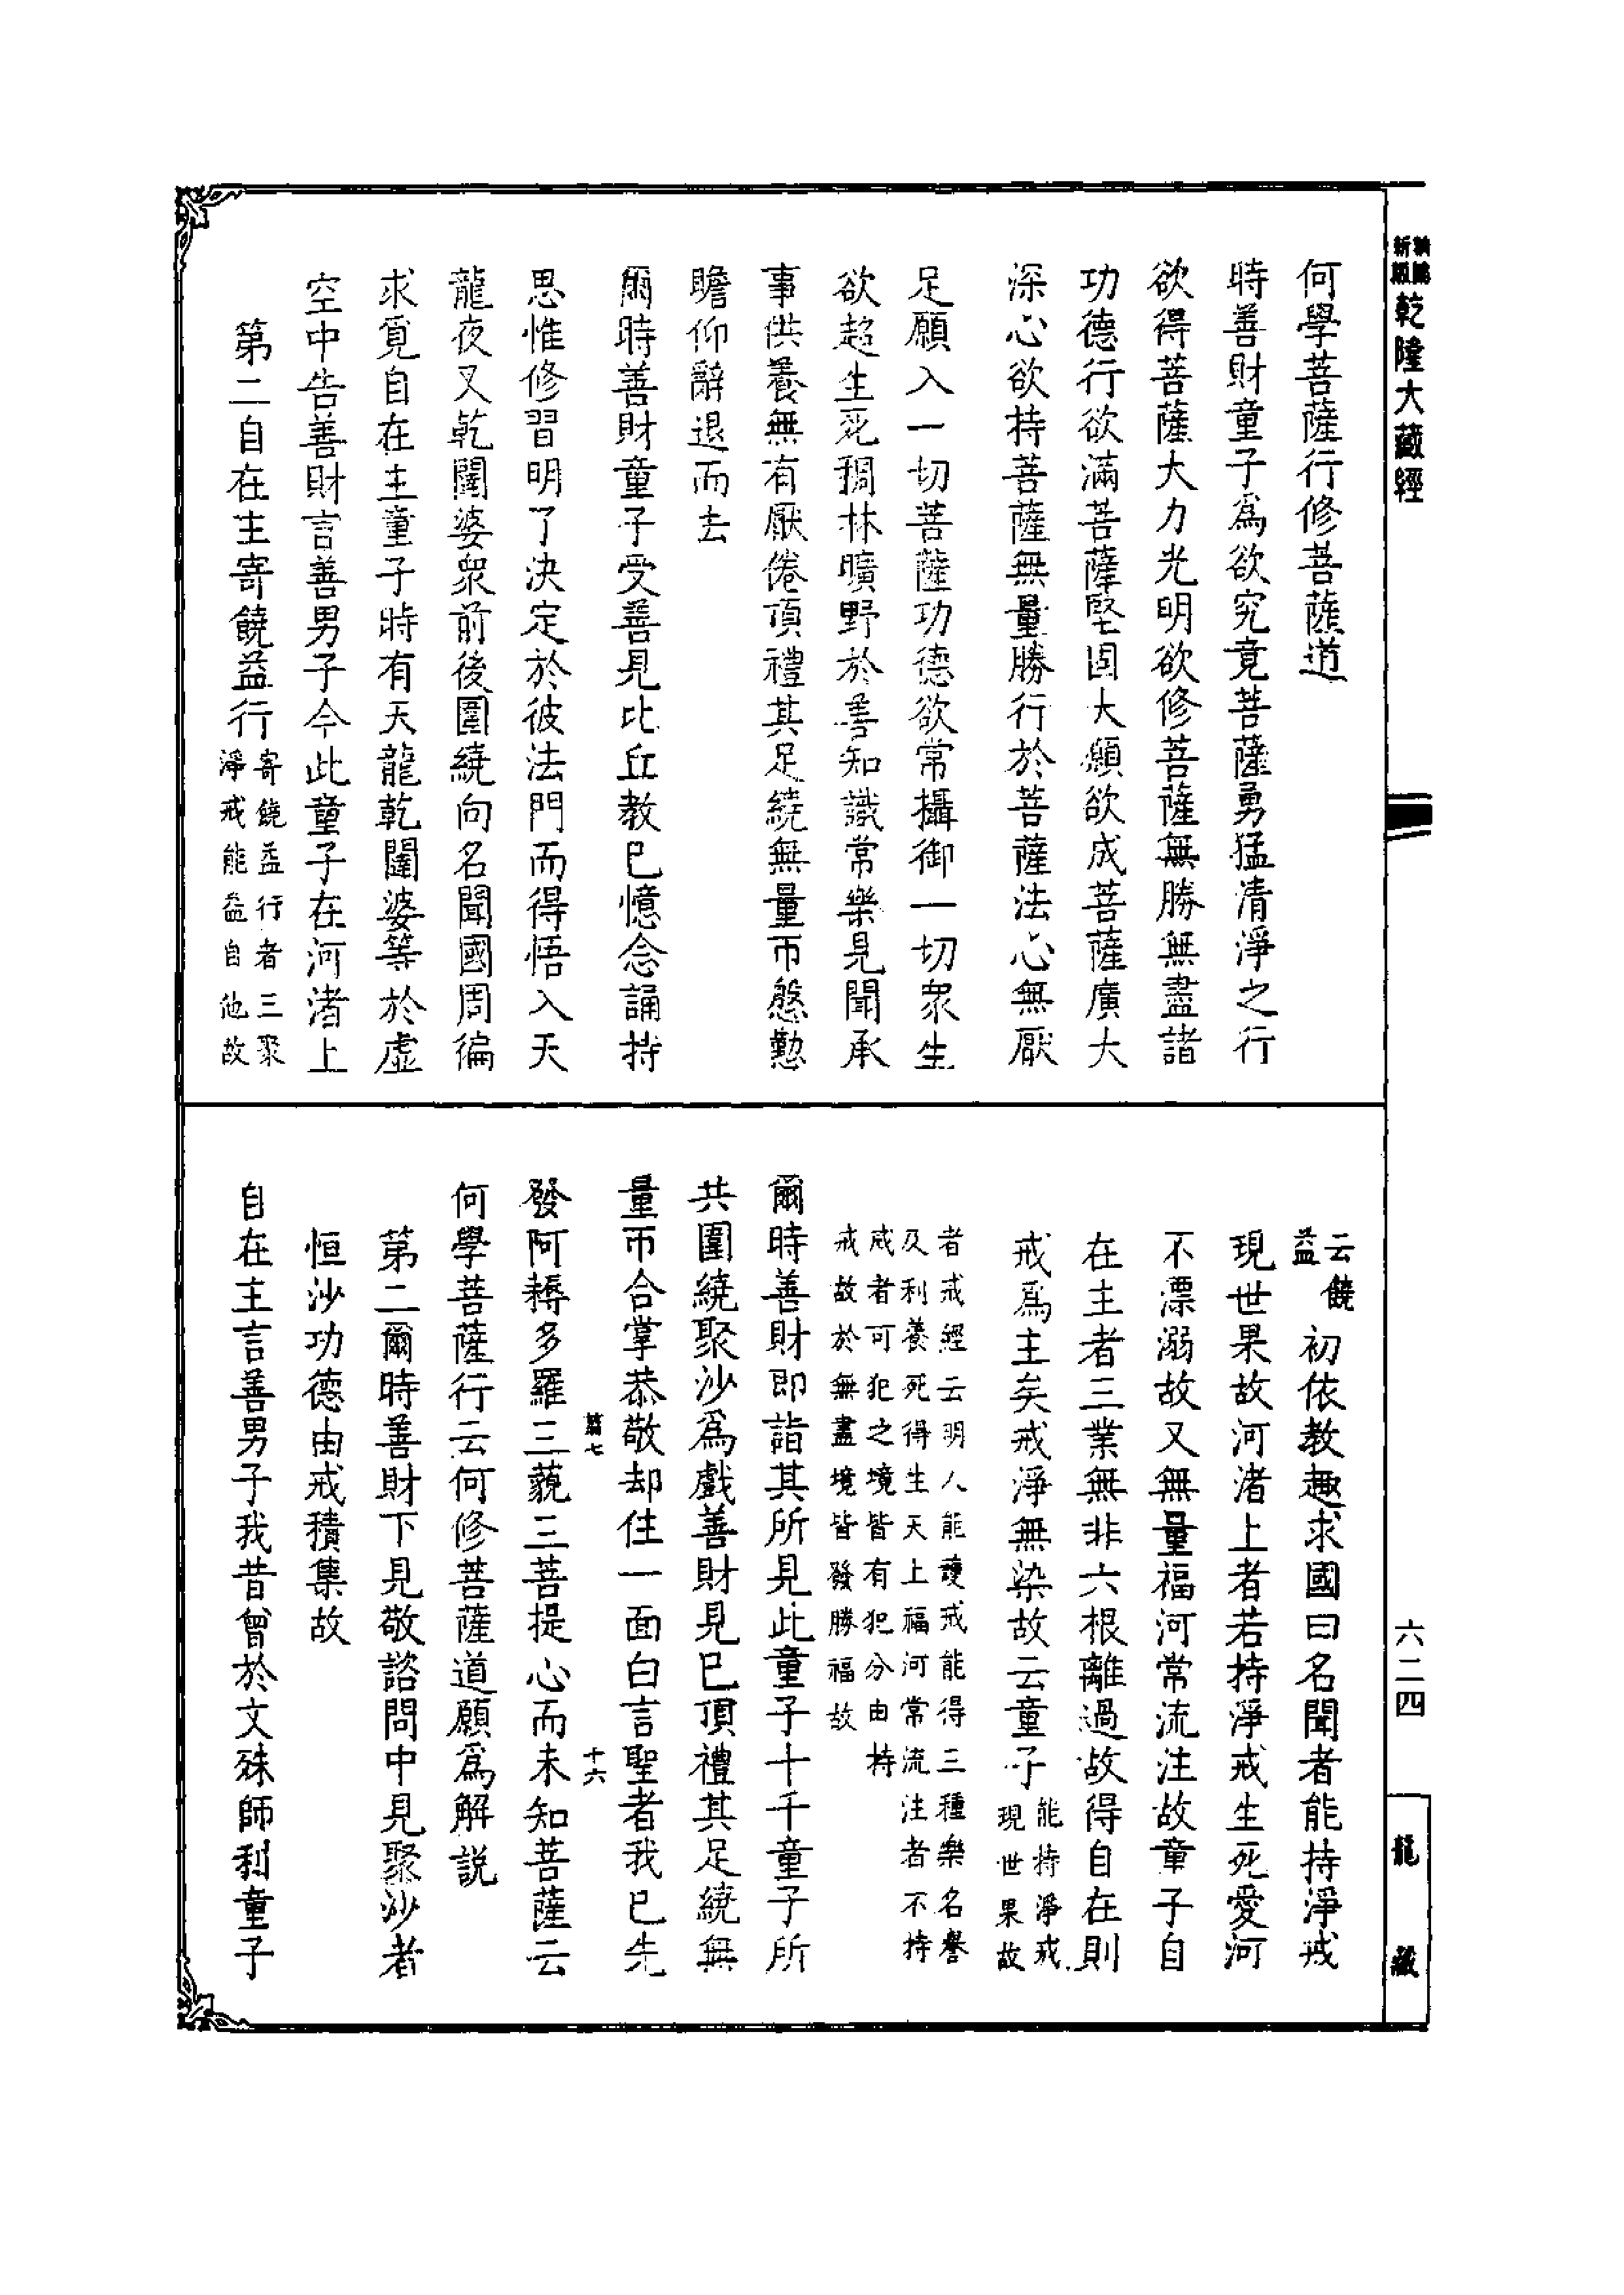 乾隆大藏經
何學菩薩行修菩薩道
時善財童子爲欲究竟菩薩勇猛清淨之行
欲得菩薩大力光明欲修菩薩無勝無盡諸
功德行欲滿菩薩堅固大願欲成菩薩廣大
深心欲持菩薩無量勝行於菩薩法心無厭
足願入一切菩薩功德欲常攝御一切衆生
欲超生死稠林曠野於善知識常樂見聞承
事供養無有厭倦頂禮其足繞無量帀慇懃
瞻仰辭退而去
爾時善財童子受善見比丘教已憶念誦持
思惟修習明了決定於彼法門而得悟入天
龍夜叉乾闥婆衆前後圍繞向名聞國周徧
求覓自在主童子時有天龍乾闥婆等於虛
空中告善財言善男子今此童子在河渚上
第二自在主寄饒益行寄饒益行者三聚
淨戒能益自他故
云饒
益
初依教趣求國曰名聞者能持淨戒
現世果故河渚上者若持淨戒生死愛河
不漂溺故又無量福河常流注故童子自
在主者三業無非六根離過故得自在則
戒爲主矣戒淨無染故云童子能持淨戒
現世果故
者戒經云明人能護戒能得三種樂名譽
及利養死得生天上福河常流注者不持
戒者可犯之境皆有犯分由持
戒故於無盡境皆發勝福故
爾時善財即詣其所見此童子十千童子所
共圍繞聚沙爲戲善財見已頂禮其足繞無
量帀合掌恭敬却住一面白言聖者我已先
十六
發阿耨多羅三藐三菩提心而未知菩薩云
何學菩薩行云何修菩薩道願爲解説
第二爾時善財下見敬諮問中見聚沙者
恒沙功德由戒積集故
自在主言善男子我昔曾於文殊師利童子
六二四
龍藏